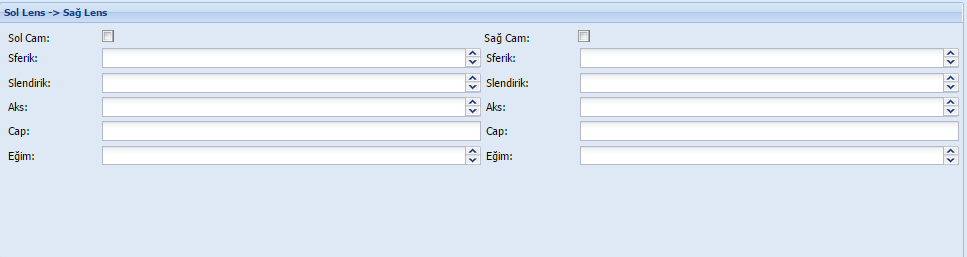 Sol Lens -> Sağ Lens
Sol Cam: Sağ Cam:
Sferik: Sferik:
Slendirik: Slendirik:
Aks: Aks:
Cap: Cap:
Eğim: Eğim: